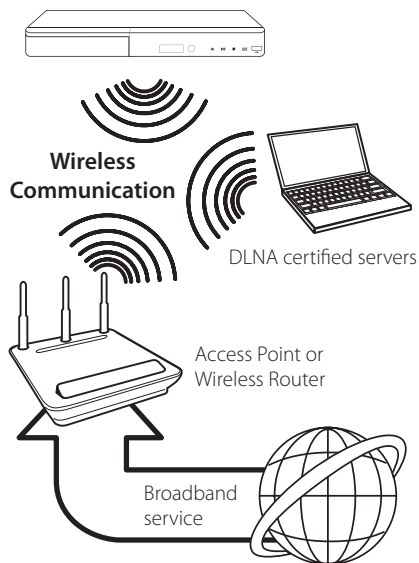 Wireless
Communication
DLNA certified servers
Access Point or
Wireless Router
Broadband
service